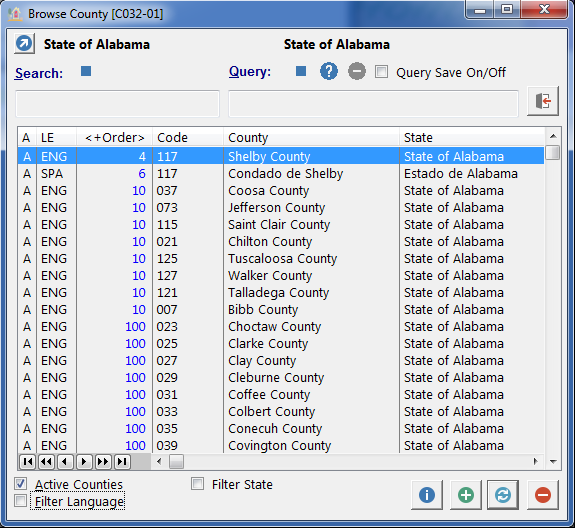 Browse County [C032-01]
State of Alabama State of Alabama
Search: Query: ? Query Save On/Off
A LE <+Order> Code County State
A ENG 4 117 Shelby County State of Alabama
A SPA 6 117 Condado de Shelby Estado de Alabama
A ENG 10 037 Coosa County State of Alabama
A ENG 10 073 Jefferson County State of Alabama
A ENG 10 115 Saint Clair County State of Alabama
A ENG 10 021 Chilton County State of Alabama
A ENG 10 125 Tuscaloosa County State of Alabama
A ENG 10 127 Walker County State of Alabama
A ENG 10 121 Talladega County State of Alabama
A ENG 10 007 Bibb County State of Alabama
A ENG 100 023 Choctaw County State of Alabama
A ENG 100 025 Clarke County State of Alabama
A ENG 100 027 Clay County State of Alabama
A ENG 100 029 Cleburne County State of Alabama
A ENG 100 031 Coffee County State of Alabama
A ENG 100 033 Colbert County State of Alabama
A ENG 100 035 Conecuh County State of Alabama
A ENG 100 039 Covington County State of Alabama
Active Counties Filter State
Filter Language